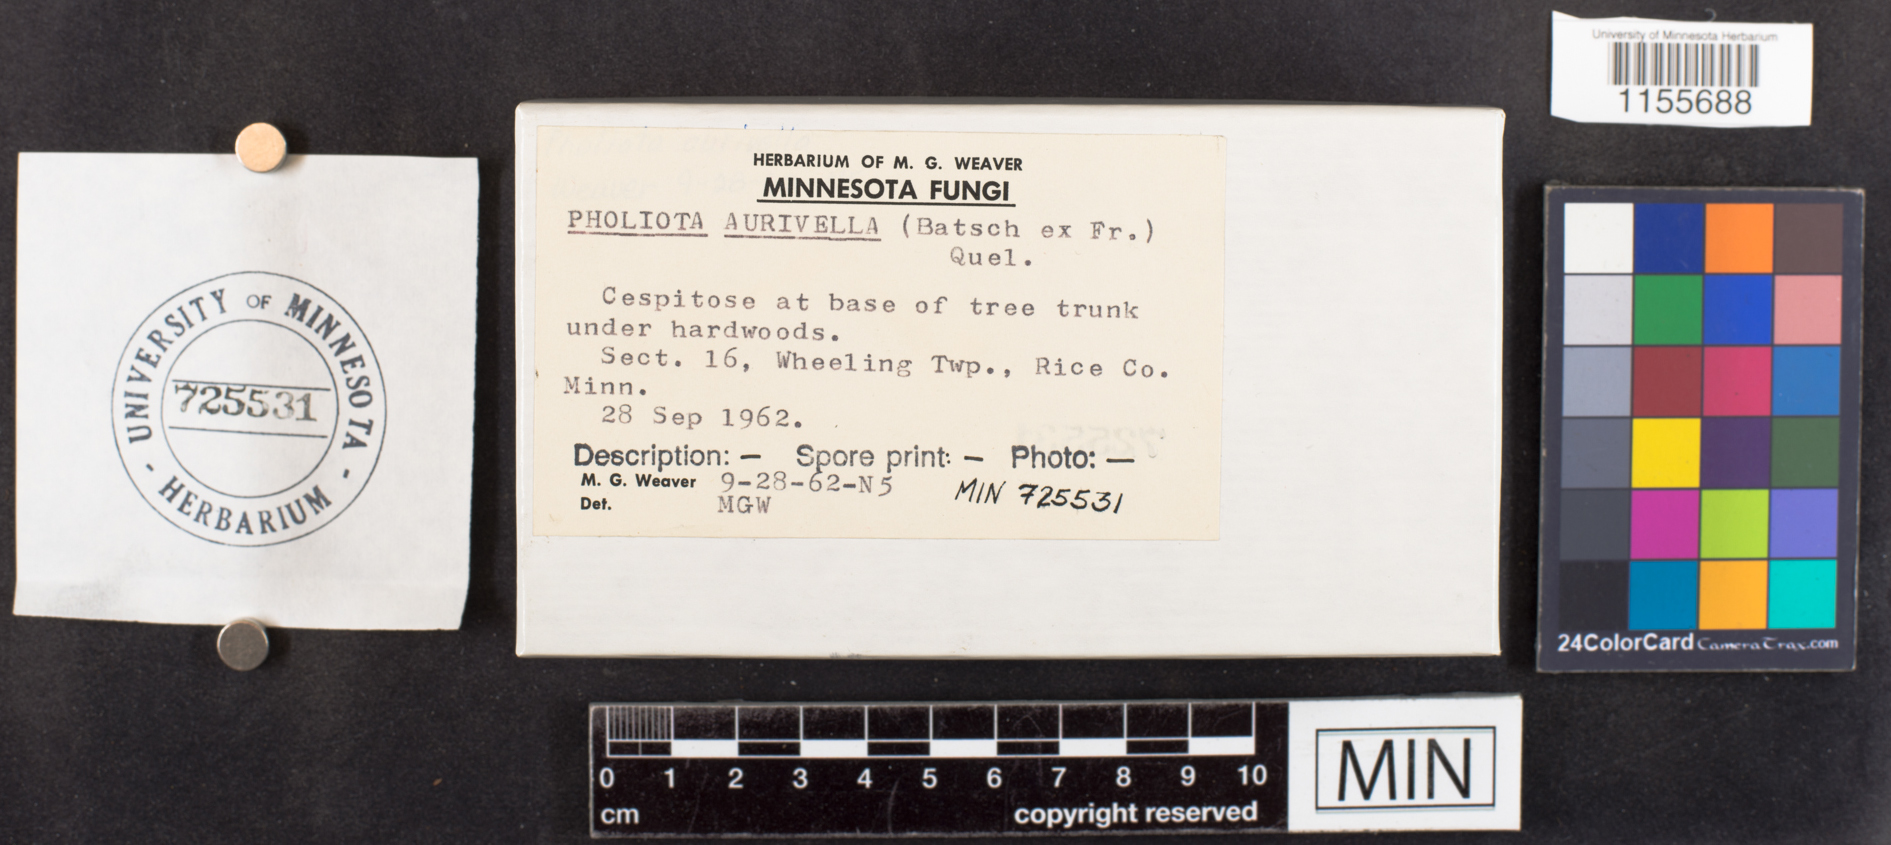 University of Minnesota Herbarium
1155688
UNIVERSITY OF MINNESOTA
725531
- HERBARIUM -
HERBARIUM OF M. G. WEAVER
MINNESOTA FUNGI
PHOLIOTA AURIVELLA (Batsch ex Fr.)
Quel.
Cespitose at base of tree trunk
under hardwoods.
Sect. 16, Wheeling Twp., Rice Co.
Minn.
28 Sep 1962.
Description: — Spore print: — Photo: —
M. G. Weaver 9-28-62-N5 MIN 725531
Det. MGW
24ColorCard CameraTrax.com
0 1 2 3 4 5 6 7 8 9 10
cm copyright reserved
MIN